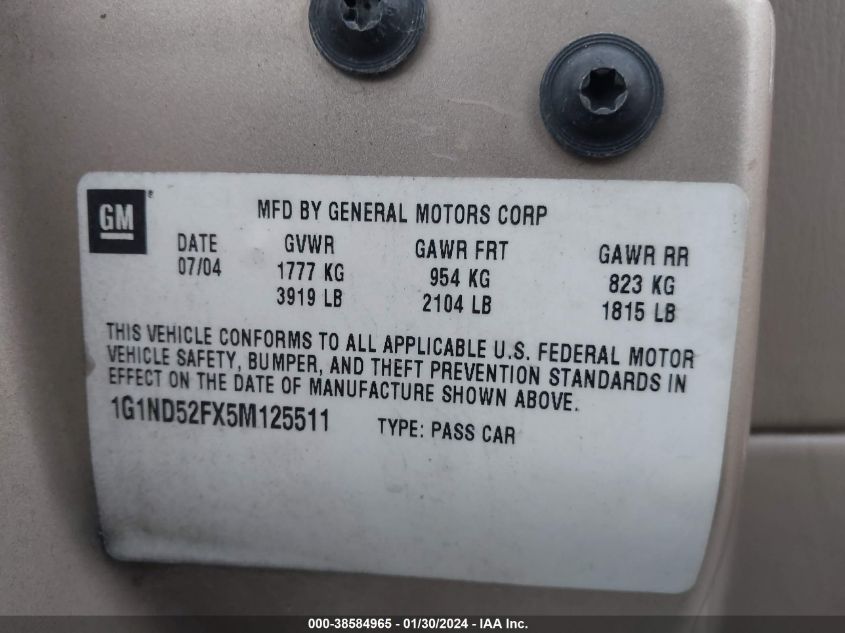 GM
MFD BY GENERAL MOTORS CORP
DATE GVWR GAWR FRT GAWR RR
07/04 1777 KG 954 KG 823 KG
3919 LB 2104 LB 1815 LB
THIS VEHICLE CONFORMS TO ALL APPLICABLE U.S. FEDERAL MOTOR
VEHICLE SAFETY, BUMPER, AND THEFT PREVENTION STANDARDS IN
EFFECT ON THE DATE OF MANUFACTURE SHOWN ABOVE.
1G1ND52FX5M125511 TYPE: PASS CAR
000-38584965 - 01/30/2024 - IAA Inc.